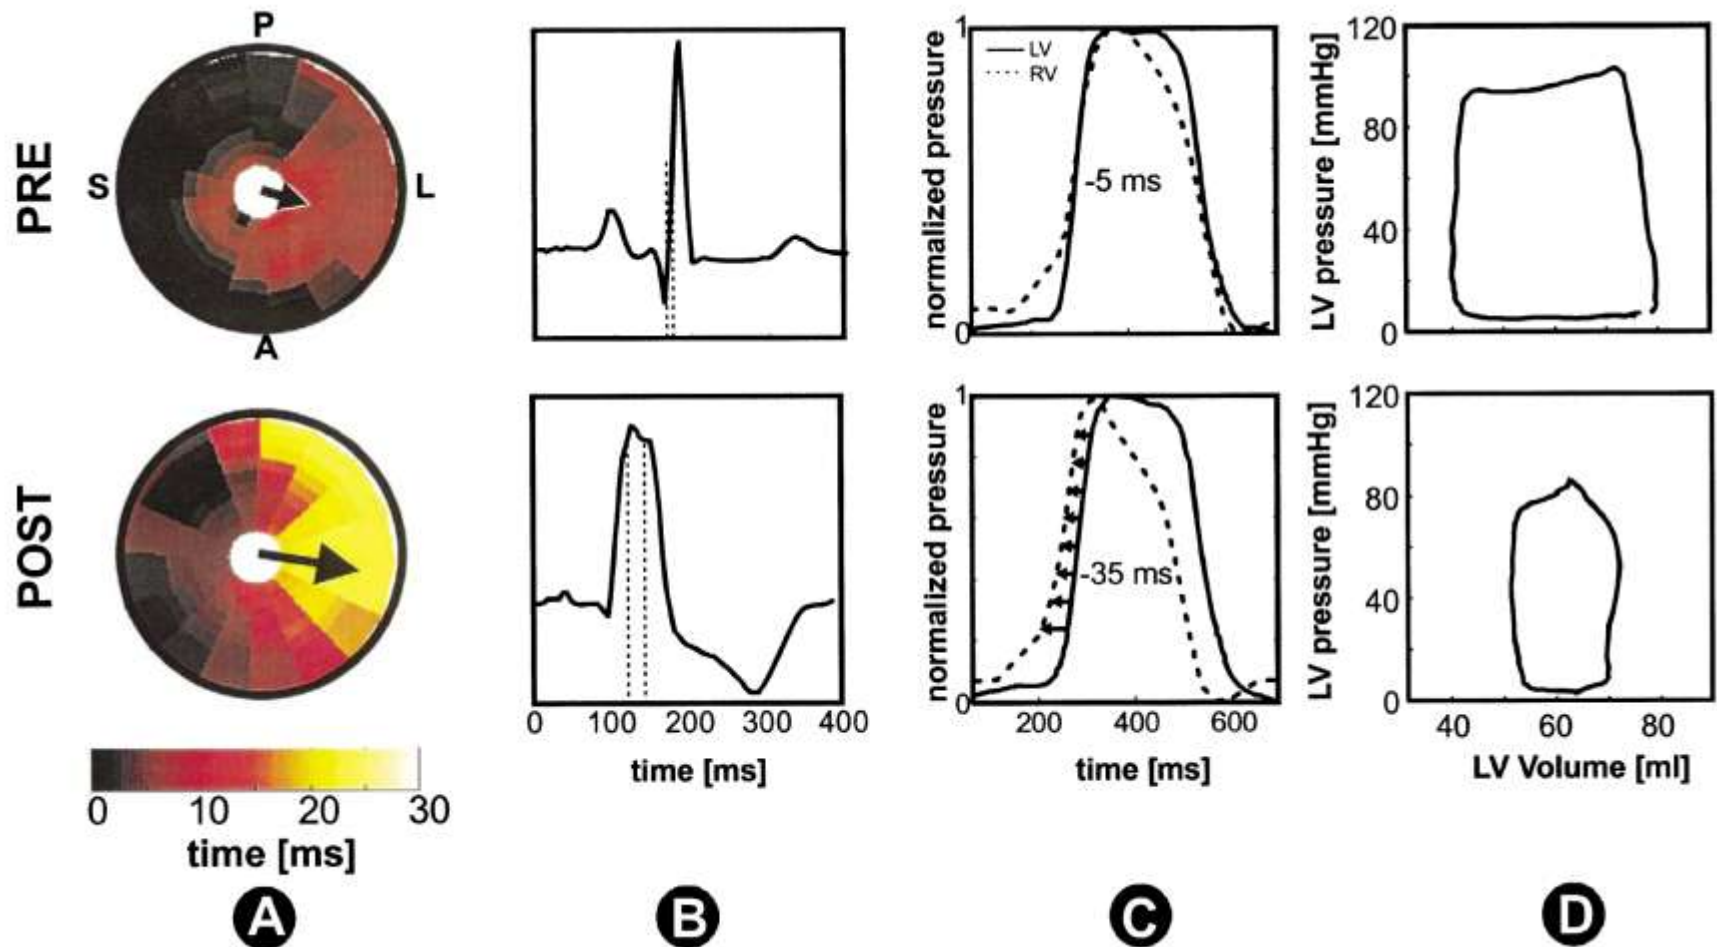 P
PRE
S
L
A
POST
0 10 20 30
time [ms]
A
0 100 200 300 400
time [ms]
B
1
normalized pressure
LV
RV
-5 ms
0
1
normalized pressure
-35 ms
0
200 400 600
time [ms]
C
120
LV pressure [mmHg]
80
40
0
120
LV pressure [mmHg]
80
40
0
40 60 80
LV Volume [ml]
D